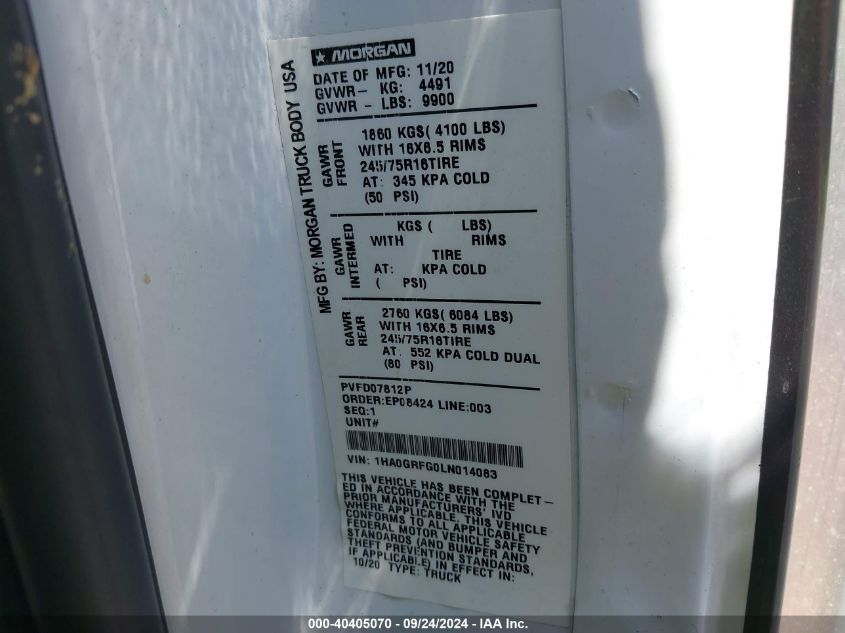 MORGAN
MFG BY: MORGAN TRUCK BODY USA
DATE OF MFG: 11/20
GVWR- KG: 4491
GVWR - LBS: 9900
GAWR FRONT
1860 KGS( 4100 LBS)
WITH 16X6.5 RIMS
245/75R16TIRE
AT: 345 KPA COLD
(50 PSI)
GAWR INTERMED
KGS ( LBS)
WITH RIMS
TIRE
AT: KPA COLD
( PSI)
GAWR REAR
2760 KGS( 6084 LBS)
WITH 16X6.5 RIMS
245/75R16TIRE
AT: 552 KPA COLD DUAL
(80 PSI)
PVFD07812P
ORDER:EP08424 LINE:003
SEQ:1
UNIT#
VIN: 1HA0GRFG0LN014083
THIS VEHICLE HAS BEEN COMPLET-
ED IN ACCORDANCE WITH THE
PRIOR MANUFACTURERS' IVD
WHERE APPLICABLE. THIS VEHICLE
CONFORMS TO ALL APPLICABLE
FEDERAL MOTOR VEHICLE SAFETY
STANDARDS (AND BUMPER AND
THEFT PREVENTION STANDARDS,
IF APPLICABLE) IN EFFECT IN:
10/20 TYPE: TRUCK
000-40405070 - 09/24/2024 - IAAI.com